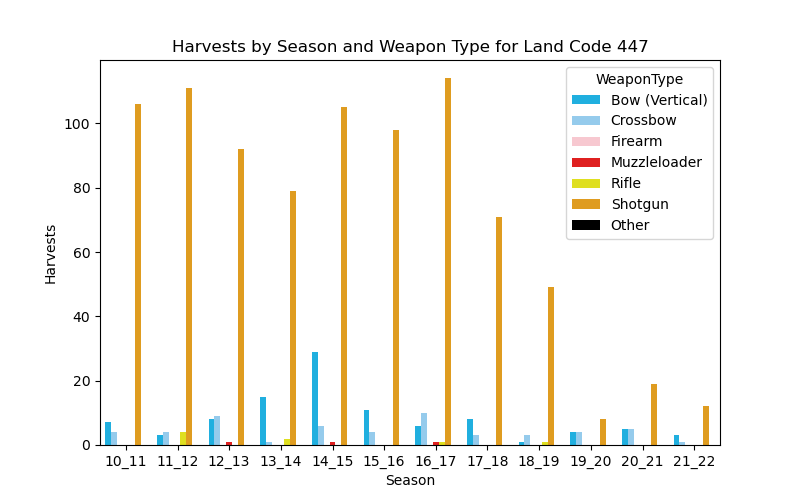 Harvests by Season and Weapon Type for Land Code 447
WeaponType
Bow (Vertical)
Crossbow
Firearm
Muzzleloader
Rifle
Shotgun
Other
Harvests
100
80
60
40
20
0
10_11 11_12 12_13 13_14 14_15 15_16 16_17 17_18 18_19 19_20 20_21 21_22
Season